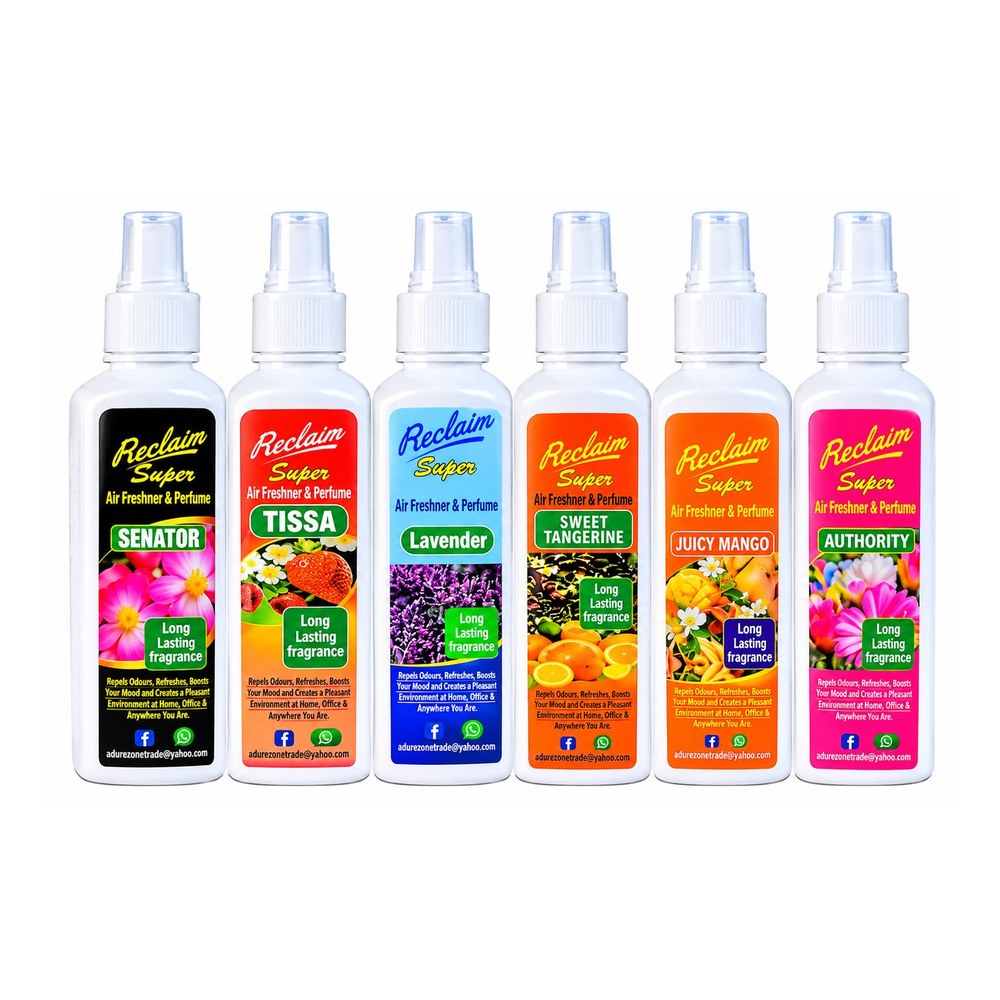 Reclaim
Super
Air Freshner & Perfume
SENATOR
Long
Lasting
fragrance
Repels Odours, Refreshes, Boosts
Your Mood and Creates a Pleasant
Environment at Home, Office &
Anywhere You Are.
adurezonetrade@yahoo.com
Reclaim
Super
Air Freshner & Perfume
TISSA
Long
Lasting
fragrance
Repels Odours, Refreshes, Boosts
Your Mood and Creates a Pleasant
Environment at Home, Office &
Anywhere You Are.
adurezonetrade@yahoo.com
Reclaim
Super
Air Freshner & Perfume
Lavender
Long
Lasting
fragrance
Repels Odours, Refreshes, Boosts
Your Mood and Creates a Pleasant
Environment at Home, Office &
Anywhere You Are.
adurezonetrade@yahoo.com
Reclaim
Super
Air Freshner & Perfume
SWEET
TANGERINE
Long
Lasting
fragrance
Repels Odours, Refreshes, Boosts
Your Mood and Creates a Pleasant
Environment at Home, Office &
Anywhere You Are.
adurezonetrade@yahoo.com
Reclaim
Super
Air Freshner & Perfume
JUICY MANGO
Long
Lasting
fragrance
Repels Odours, Refreshes, Boosts
Your Mood and Creates a Pleasant
Environment at Home, Office &
Anywhere You Are.
adurezonetrade@yahoo.com
Reclaim
Super
Air Freshner & Perfume
AUTHORITY
Long
Lasting
fragrance
Repels Odours, Refreshes, Boosts
Your Mood and Creates a Pleasant
Environment at Home, Office &
Anywhere You Are.
adurezonetrade@yahoo.com